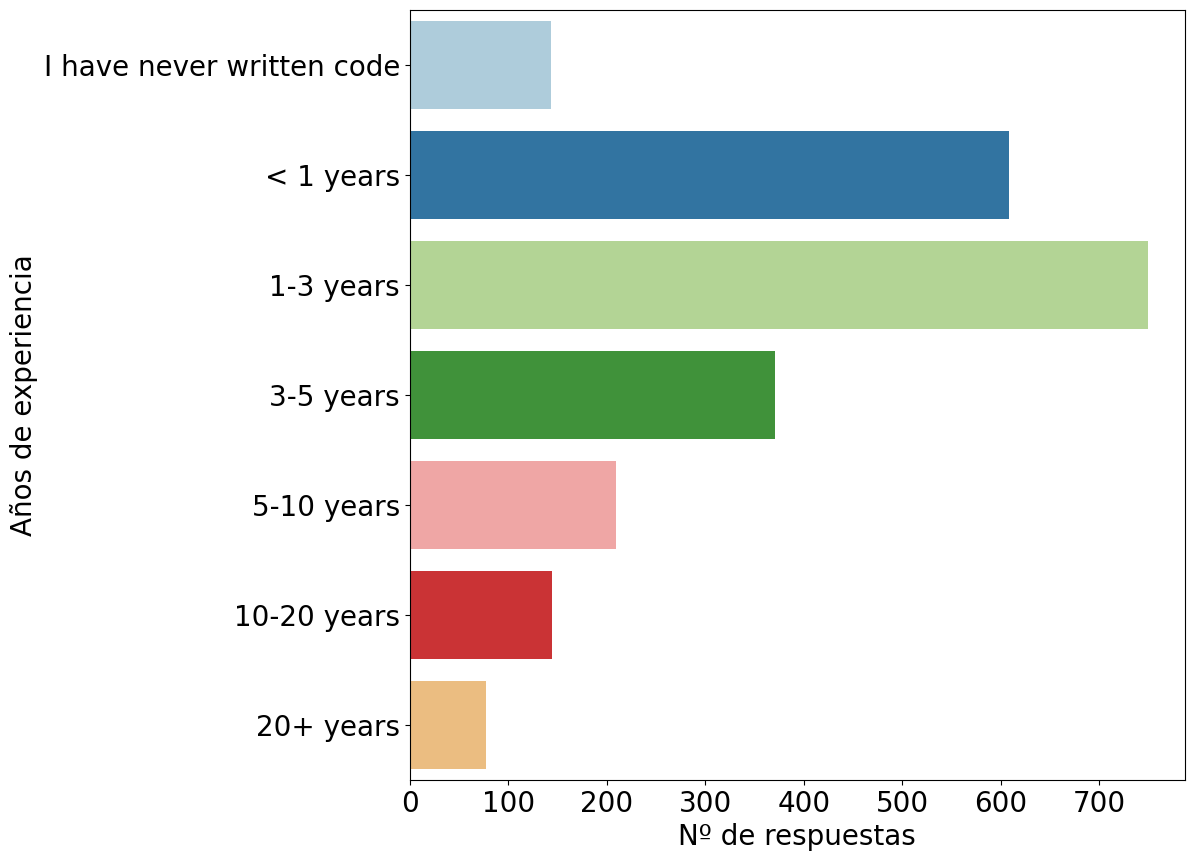 I have never written code
< 1 years
1-3 years
3-5 years
5-10 years
10-20 years
20+ years
Años de experiencia
0 100 200 300 400 500 600 700
Nº de respuestas